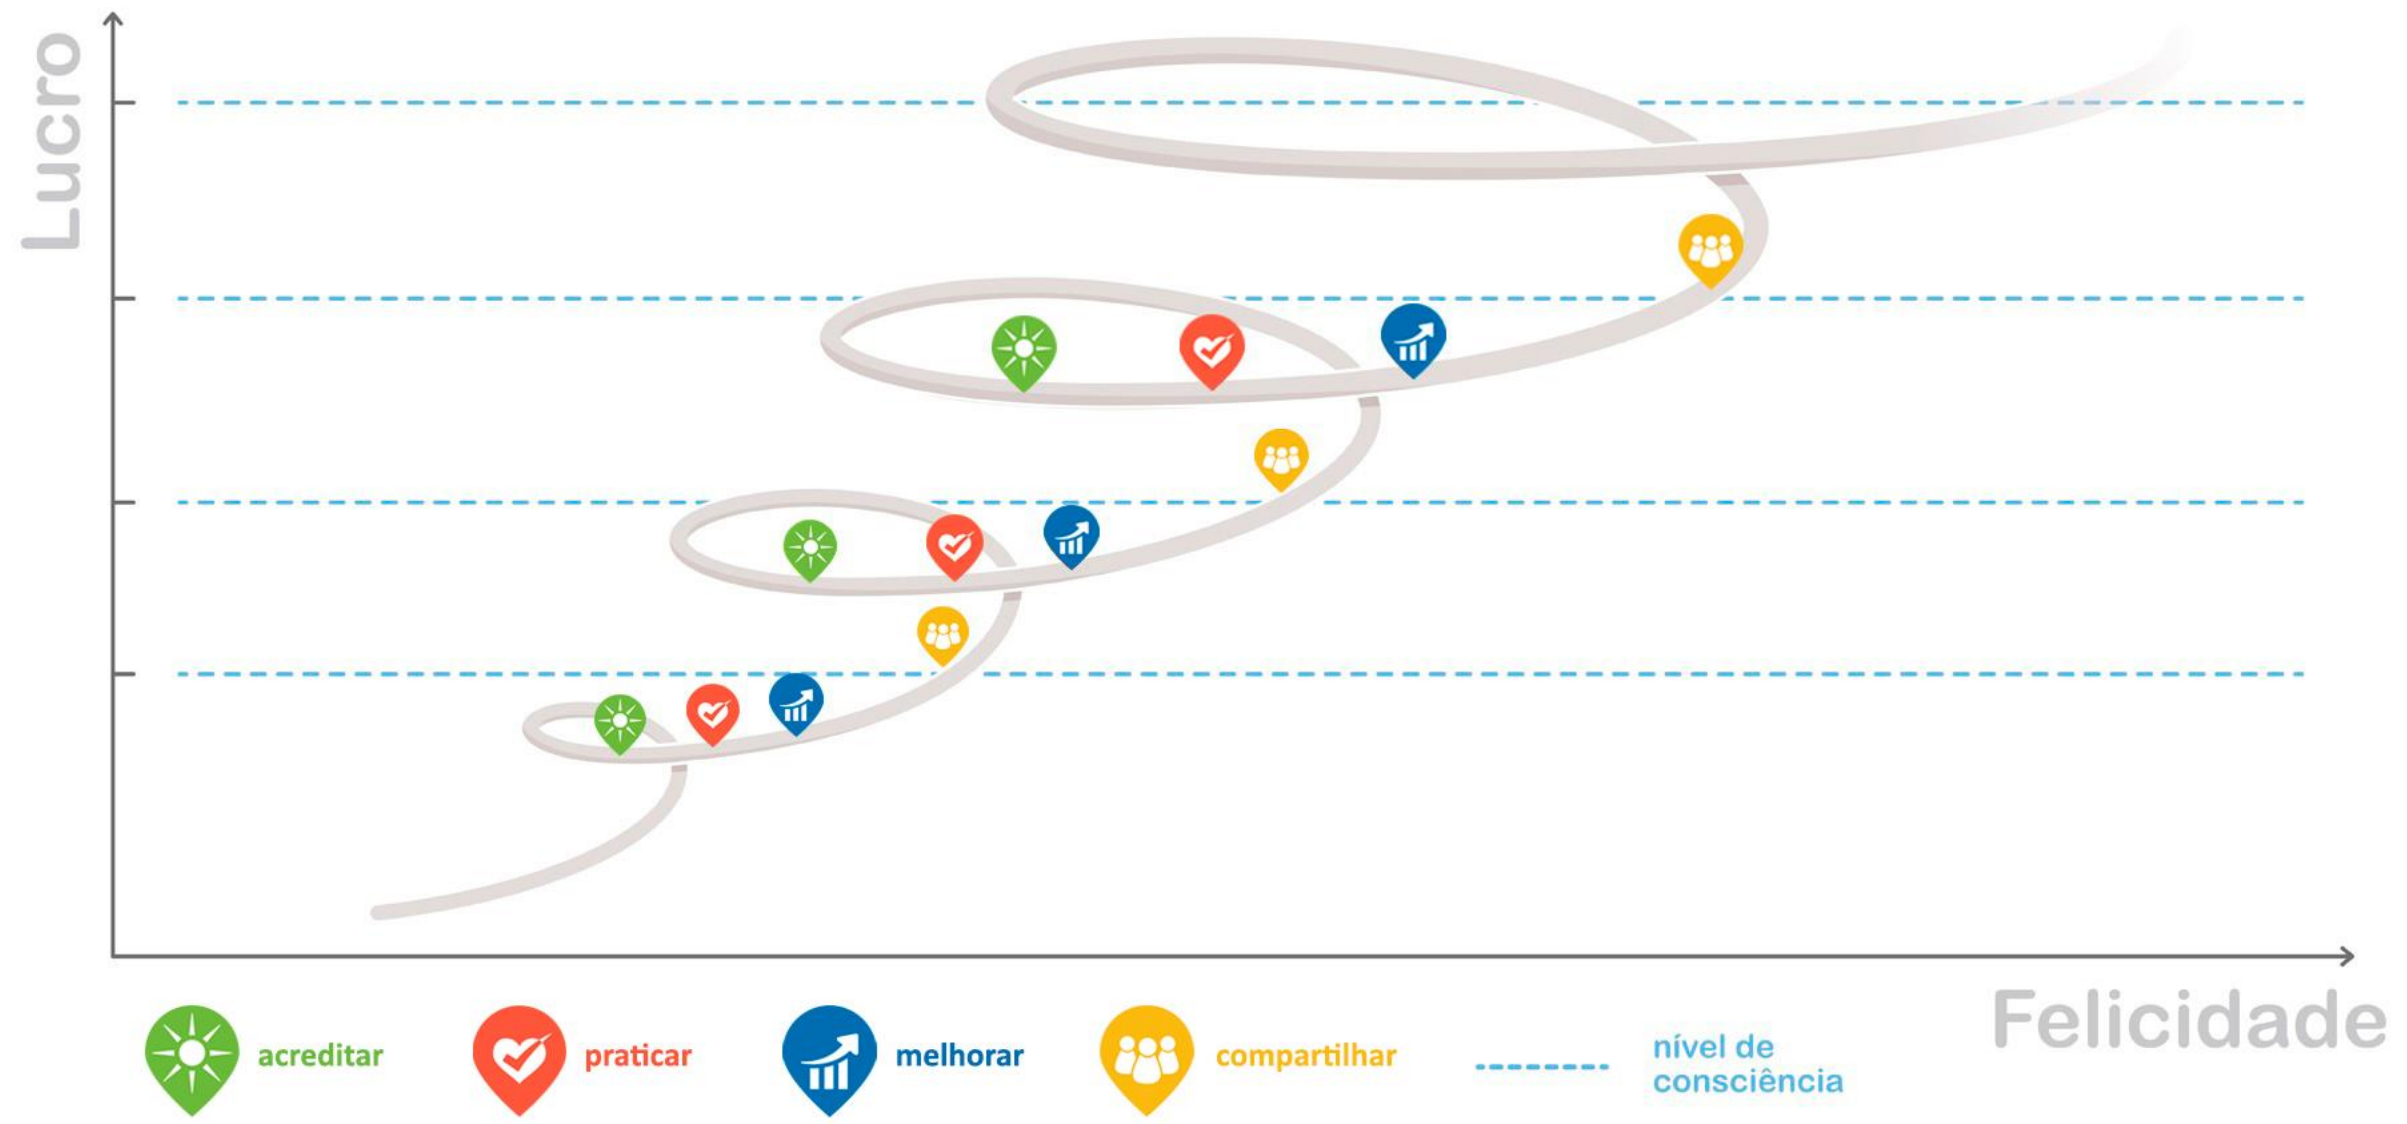 Lucro
Felicidade
acreditar
praticar
melhorar
compartilhar
nível de
consciência